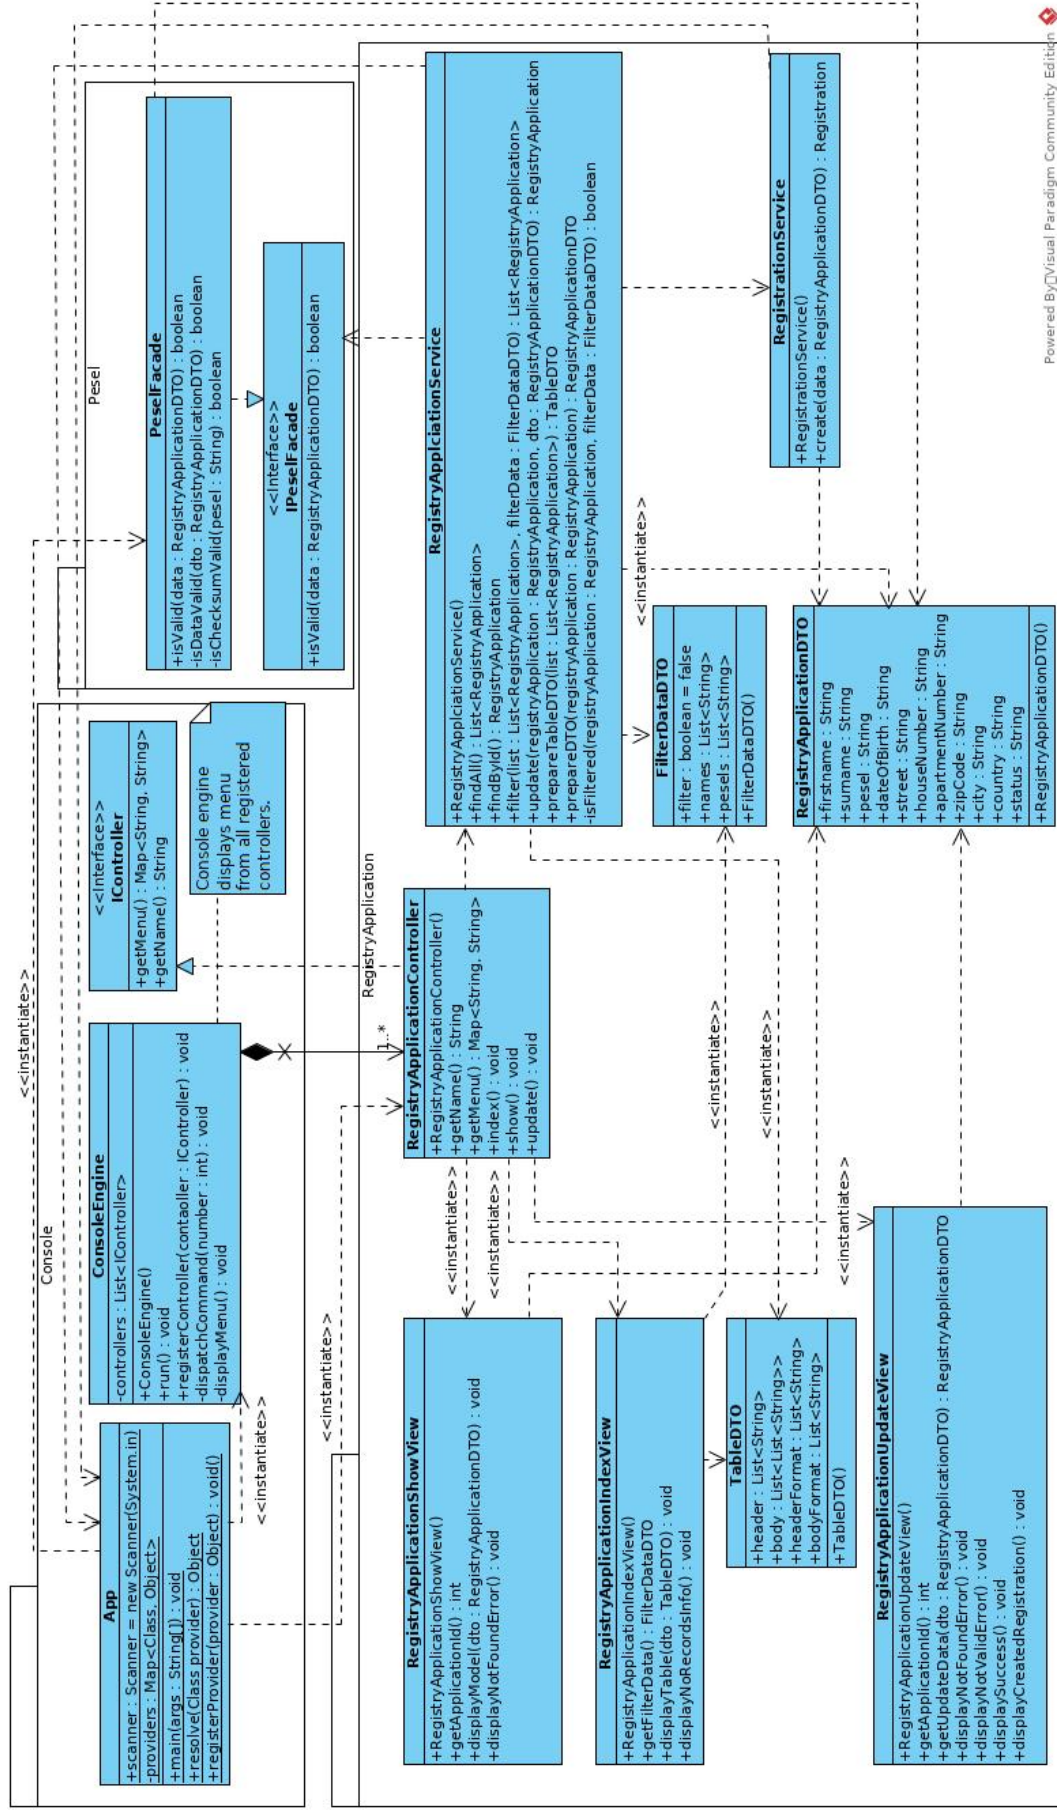 Console
App
+scanner : Scanner = new Scanner(System.in)
-providers : Map<Class, Object>
+main(args : String[]) : void
+resolve(Class provider) : Object
+registerProvider(provider : Object) : void()
<<instantiate>>
ConsoleEngine
-controllers : List<IController>
+ConsoleEngine()
+run() : void
+registerController(contaoller : IController) : void
-dispatchCommand(number : int) : void
-displayMenu() : void
<<instantiate>>
<<Interface>>
IController
+getMenu() : Map<String, String>
+getName() : String
Console engine
displays menu
from all registered
controllers.
Pesel
PeselFacade
+isValid(data : RegistryApplicationDTO) : boolean
-isDataValid(dto : RegistryApplicationDTO) : boolean
-isChecksumValid(pesel : String) : boolean
<<Interface>>
IPeselFacade
+isValid(data : RegistryApplicationDTO) : boolean
<<instantiate>>
RegistryApplication
1..*
RegistryApplicationShowView
+RegistryApplicationShowView()
+getApplicationId() : int
+displayModel(dto : RegistryApplicationDTO) : void
+displayNotFoundError() : void
<<instantiate>>
<<instantiate>>
RegistryApplicationController
+RegistryApplicationController()
+getName() : String
+getMenu() : Map<String, String>
+index() : void
+show() : void
+update() : void
RegistryApplciationService
+RegistryApplciationService()
+findAll() : List<RegistryApplication>
+findById() : RegistryApplication
+filter(list : List<RegistryApplication>, filterData : FilterDataDTO) : List<RegistryApplication>
+update(registryApplication : RegistryApplication, dto : RegistryApplicationDTO) : RegistryApplication
+prepareTableDTO(list : List<RegistryApplication>) : TableDTO
+prepareDTO(registryApplication : RegistryApplication) : RegistryApplicationDTO
-isFiltered(registryApplication : RegistryApplication, filterData : FilterDataDTO) : boolean
RegistryApplicationIndexView
+RegistryApplicationIndexView()
+getFilterData() : FilterDataDTO
+displayTable(dto : TableDTO) : void
+displayNoRecordsInfo() : void
<<instantiate>>
<<instantiate>>
<<instantiate>>
FilterDataDTO
+filter : boolean = false
+names : List<String>
+pesels : List<String>
+FilterDataDTO()
TableDTO
+header : List<String>
+body : List<List<String>>
+headerFormat : List<String>
+bodyFormat : List<String>
+TableDTO()
<<instantiate>>
RegistrationService
+RegistrationService()
+create(data : RegistryApplicationDTO) : Registration
RegistryApplicationDTO
+firstname : String
+surname : String
+pesel : String
+dateOfBirth : String
+street : String
+houseNumber : String
+apartmentNumber : String
+zipCode : String
+city : String
+country : String
+status : String
+RegistryApplicationDTO()
RegistryApplicationUpdateView
+RegistryApplicationUpdateView()
+getApplicationId() : int
+getUpdateData(dto : RegistryApplicationDTO) : RegistryApplicationDTO
+displayNotFoundError() : void
+displayNotValidError() : void
+displaySuccess() : void
+displayCreatedRegistration() : void
Powered By Visual Paradigm Community Edition